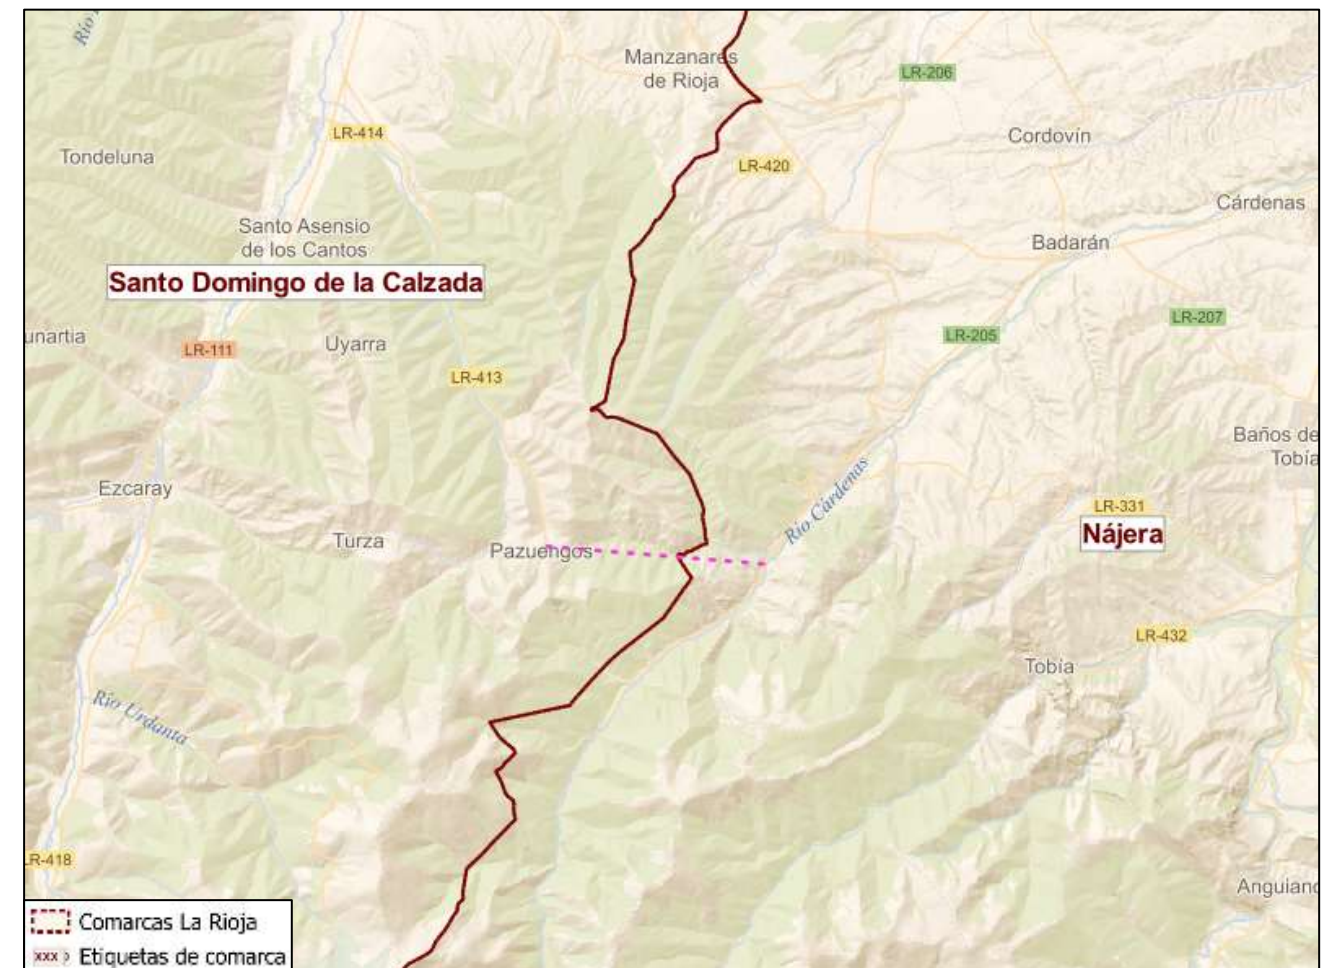 Río
Manzanares
de Rioja
LR-206
LR-414
Cordovín
Tondeluna
LR-420
Cárdenas
Santo Asensio
de los Cantos
Badarán
Santo Domingo de la Calzada
LR-207
unartia
LR-111
Uyarra
LR-205
LR-413
Baños de
Tobía
Ezcaray
Río Cárdenas
LR-331
Nájera
Turza
Pazuengos
LR-432
Tobía
Río Urdanta
LR-418
Anguiano
Comarcas La Rioja
xxx
Etiquetas de comarca